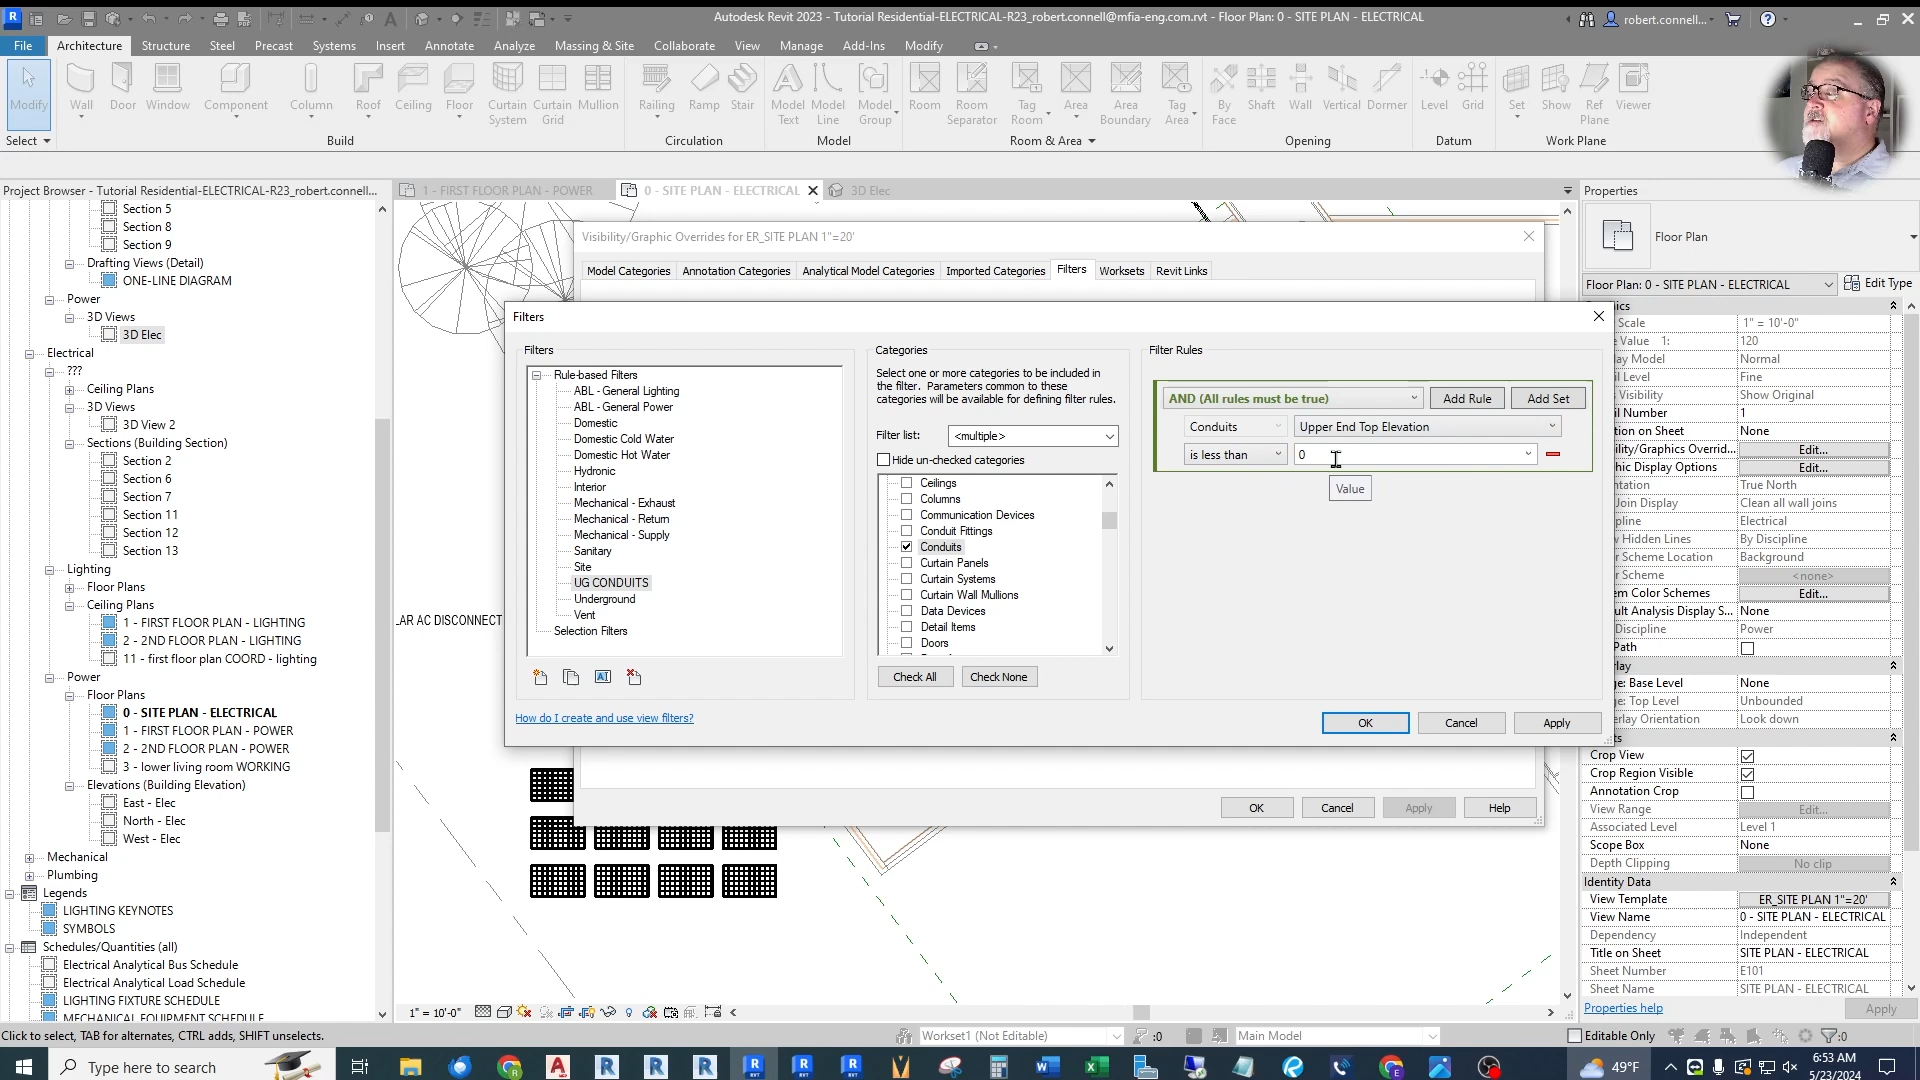 Autodesk Revit 2023 - Tutorial Residential-ELECTRICAL-R23_robert.connell@mfia-eng.com.rvt - Floor Plan: 0 - SITE PLAN - ELECTRICAL
robert.connell...
File Architecture Structure Steel Precast Systems Insert Annotate Analyze Massing & Site Collaborate View Manage Add-Ins Modify
Modify Wall Door Window Component Column Roof Ceiling Floor Curtain System Curtain Grid Mullion Railing Ramp Stair Model Text Model Line Model Group Room Room Separator Tag Room Area Area Boundary Tag Area By Face Shaft Wall Vertical Dormer Level Grid Set Show Ref Plane Viewer
Select Build Circulation Model Room & Area Opening Datum Work Plane
Project Browser - Tutorial Residential-ELECTRICAL-R23_robert.connell...
Section 5
Section 8
Section 9
Drafting Views (Detail)
ONE-LINE DIAGRAM
Power
3D Views
3D Elec
Electrical
???
Ceiling Plans
3D Views
3D View 2
Sections (Building Section)
Section 2
Section 6
Section 7
Section 11
Section 12
Section 13
Lighting
Floor Plans
Ceiling Plans
1 - FIRST FLOOR PLAN - LIGHTING
2 - 2ND FLOOR PLAN - LIGHTING
11 - first floor plan COORD - lighting
Power
Floor Plans
0 - SITE PLAN - ELECTRICAL
1 - FIRST FLOOR PLAN - POWER
2 - 2ND FLOOR PLAN - POWER
3 - lower living room WORKING
Elevations (Building Elevation)
East - Elec
North - Elec
West - Elec
Mechanical
Plumbing
Legends
LIGHTING KEYNOTES
SYMBOLS
Schedules/Quantities (all)
Electrical Analytical Bus Schedule
Electrical Analytical Load Schedule
LIGHTING FIXTURE SCHEDULE
MECHANICAL EQUIPMENT SCHEDULE
1 - FIRST FLOOR PLAN - POWER 0 - SITE PLAN - ELECTRICAL 3D Elec
LAR AC DISCONNECT
Visibility/Graphic Overrides for ER_SITE PLAN 1"=20'
Model Categories Annotation Categories Analytical Model Categories Imported Categories Filters Worksets Revit Links
Filters
Filters
Rule-based Filters
ABL - General Lighting
ABL - General Power
Domestic
Domestic Cold Water
Domestic Hot Water
Hydronic
Interior
Mechanical - Exhaust
Mechanical - Return
Mechanical - Supply
Sanitary
Site
UG CONDUITS
Underground
Vent
Selection Filters
How do I create and use view filters?
Categories
Select one or more categories to be included in
the filter. Parameters common to these
categories will be available for defining filter rules.
Filter list: <multiple>
Hide un-checked categories
Ceilings
Columns
Communication Devices
Conduit Fittings
Conduits
Curtain Panels
Curtain Systems
Curtain Wall Mullions
Data Devices
Detail Items
Doors
Check All Check None
Filter Rules
AND (All rules must be true) Add Rule Add Set
Conduits Upper End Top Elevation
is less than 0
Value
OK Cancel Apply
OK Cancel Apply Help
Properties
Floor Plan
Floor Plan: 0 - SITE PLAN - ELECTRICAL Edit Type
Scale 1" = 10'-0"
Value 1: 120
Model Normal
Level Fine
Show Original
Number 1
on Sheet None
Edit...
Display Options Edit...
True North
Join Display Clean all wall joins
Electrical
Hidden Lines By Discipline
Scheme Location Background
Scheme <none>
Color Schemes Edit...
Analysis Display S... None
Discipline Power
Path
Base Level None
Top Level Unbounded
Orientation Look down
Crop View
Crop Region Visible
Annotation Crop
View Range Edit...
Associated Level Level 1
Scope Box None
Depth Clipping No clip
Identity Data
View Template ER_SITE PLAN 1"=20'
View Name 0 - SITE PLAN - ELECTRICAL
Dependency Independent
Title on Sheet SITE PLAN - ELECTRICAL
Sheet Number E101
Sheet Name SITE PLAN - ELECTRICAL
Properties help Apply
1" = 10'-0"
Click to select, TAB for alternates, CTRL adds, SHIFT unselects.
Workset1 (Not Editable) :0 Main Model Editable Only :0
Type here to search
49°F
6:53 AM
5/23/2024